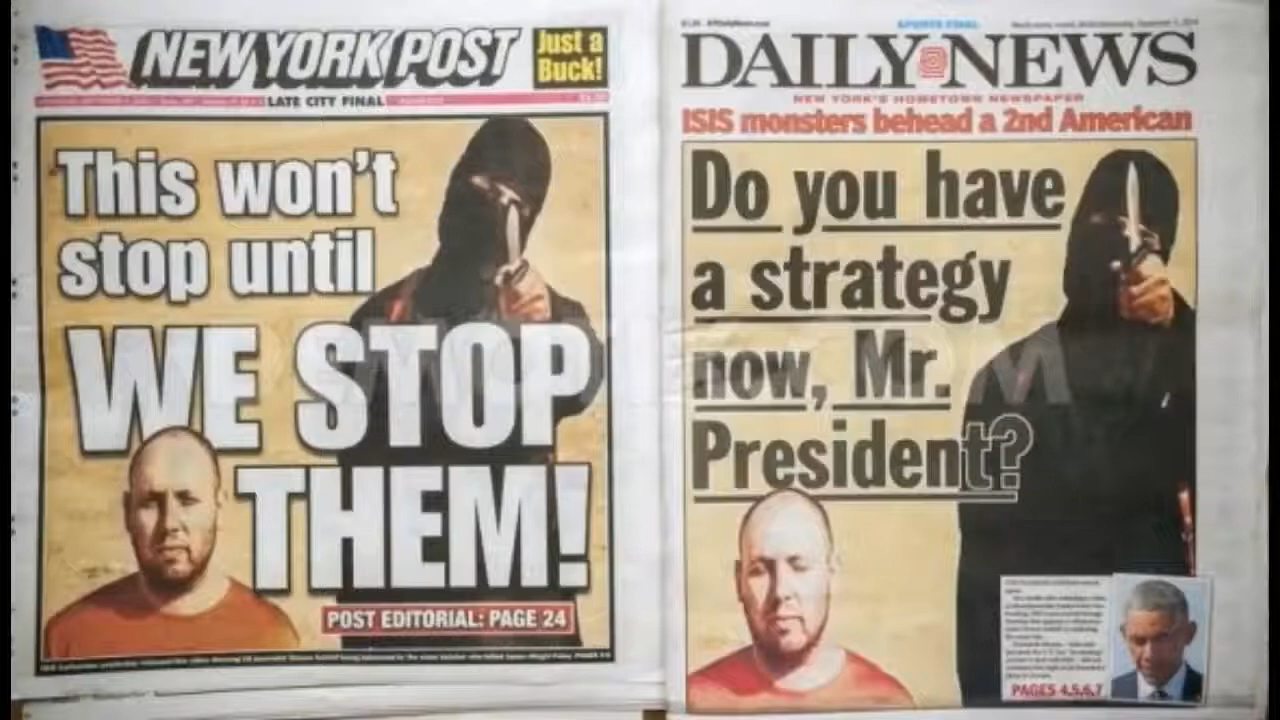 NEW YORK POST
Just a
Buck!
LATE CITY FINAL
This won't
stop until
WE STOP
THEM!
POST EDITORIAL: PAGE 24
SPORTS FINAL
DAILY NEWS
NEW YORK'S HOMETOWN NEWSPAPER
ISIS monsters behead a 2nd American
Do you have
a strategy
now, Mr.
President?
PAGES 4,5,6,7